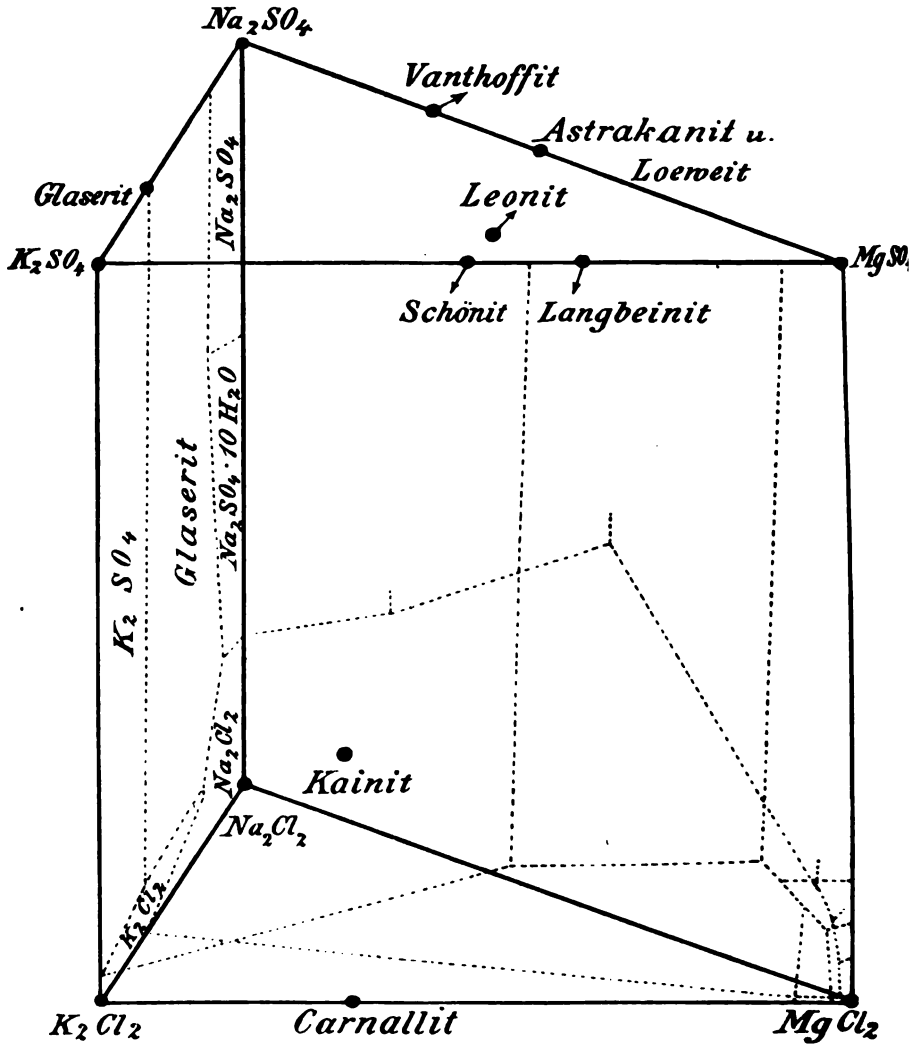 Na₂SO₄
Vanthoffit
Astrakanit u.
Loeweit
Glaserit
Na₂SO₄
Leonit
K₂SO₄
MgSO₄
Schönit
Langbeinit
Na₂SO₄·10H₂O
Glaserit
K₂SO₄
Na₂Cl₂
Kainit
Na₂Cl₂
K₂Cl₂
K₂Cl₂
Carnallit
MgCl₂